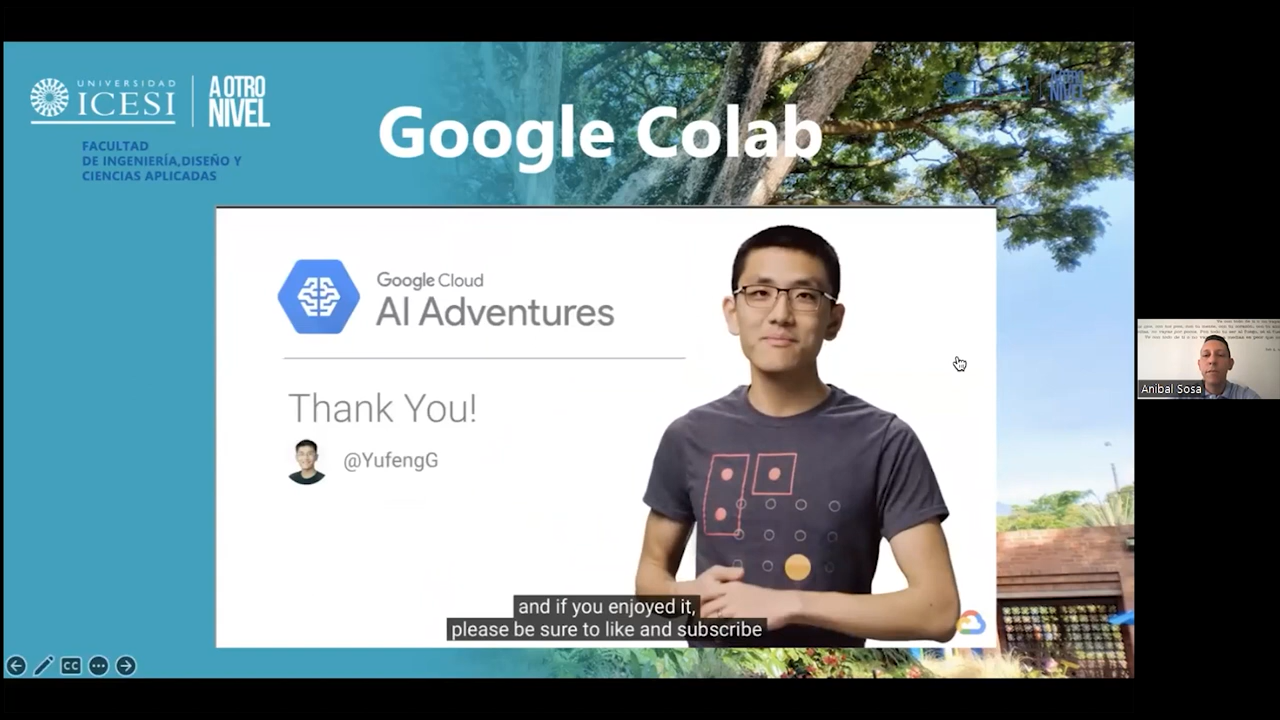 UNIVERSIDAD
ICESI
A OTRO
NIVEL
FACULTAD
DE INGENIERÍA,DISEÑO Y
CIENCIAS APLICADAS
Google Colab
Google Cloud
AI Adventures
Thank You!
@YufengG
and if you enjoyed it,
please be sure to like and subscribe
CC
Anibal Sosa